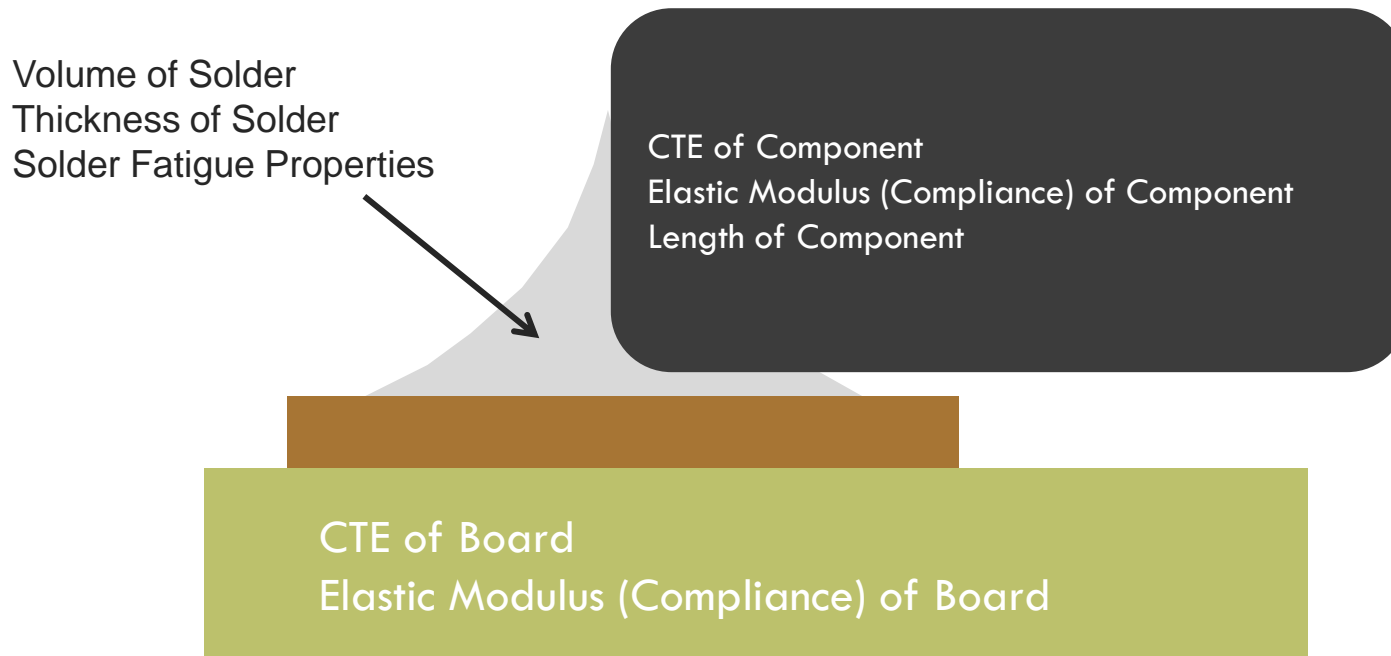 Volume of Solder
Thickness of Solder
Solder Fatigue Properties
CTE of Component
Elastic Modulus (Compliance) of Component
Length of Component
CTE of Board
Elastic Modulus (Compliance) of Board